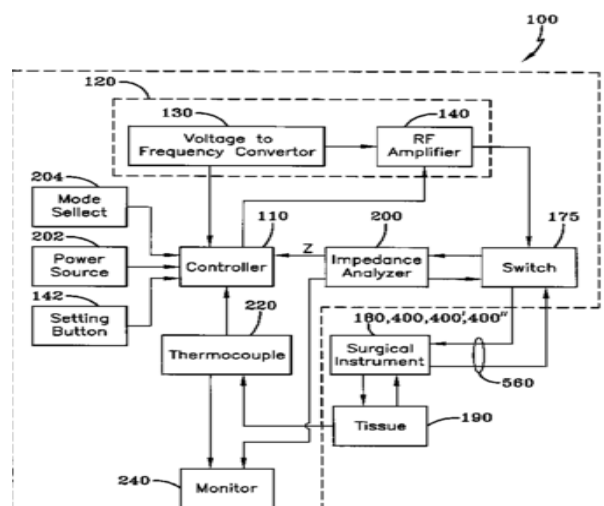 100
120
130
140
Voltage to
Frequency Convertor
RF
Amplifier
204
Mode
Sellect
110
200
175
202
Power
Source
Controller
Z
Impedance
Analyzer
Switch
142
Setting
Button
220
180,400,400',400"
Thermocouple
Surgical
Instrument
560
Tissue
190
240
Monitor